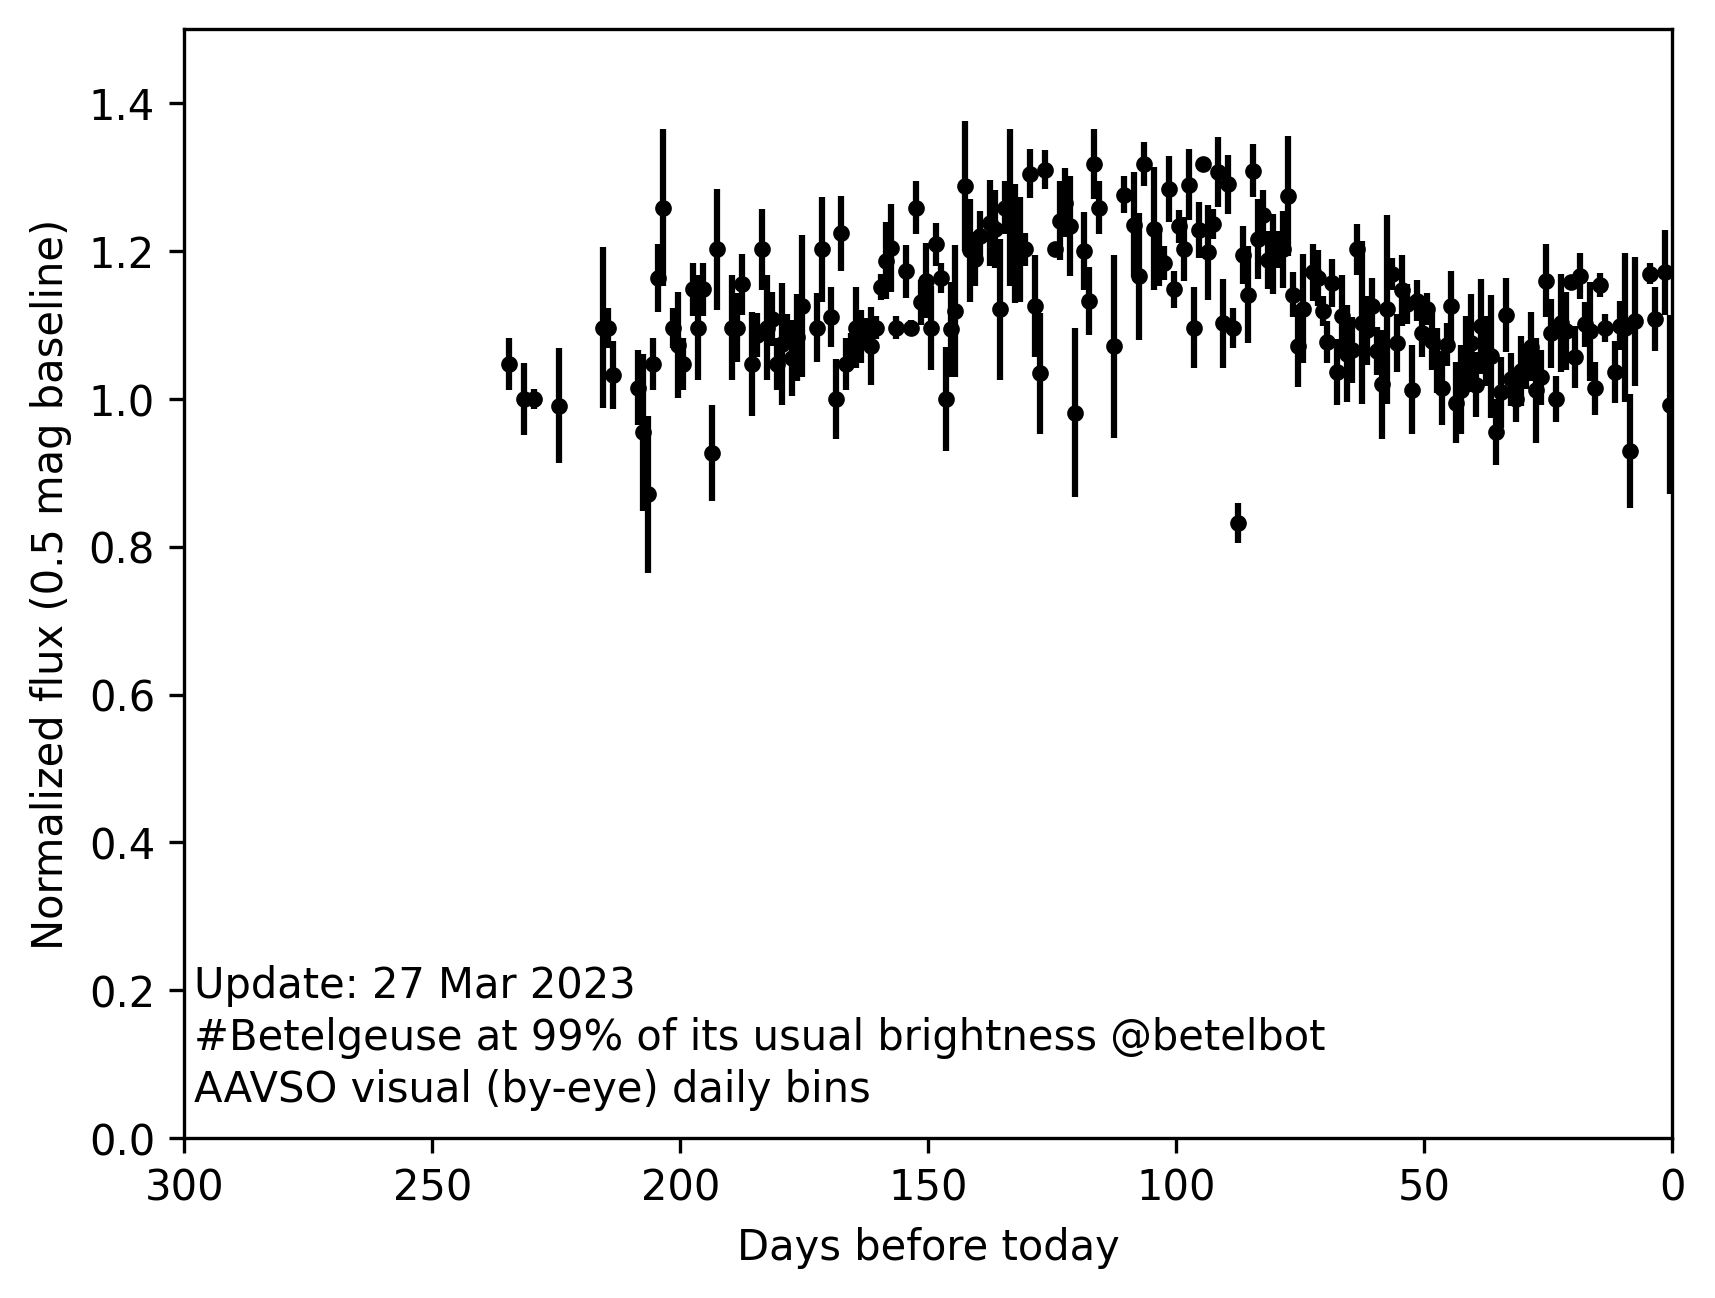 1.4
1.2
1.0
0.8
0.6
0.4
0.2
0.0
Normalized flux (0.5 mag baseline)
Update: 27 Mar 2023
#Betelgeuse at 99% of its usual brightness @betelbot
AAVSO visual (by-eye) daily bins
300 250 200 150 100 50 0
Days before today